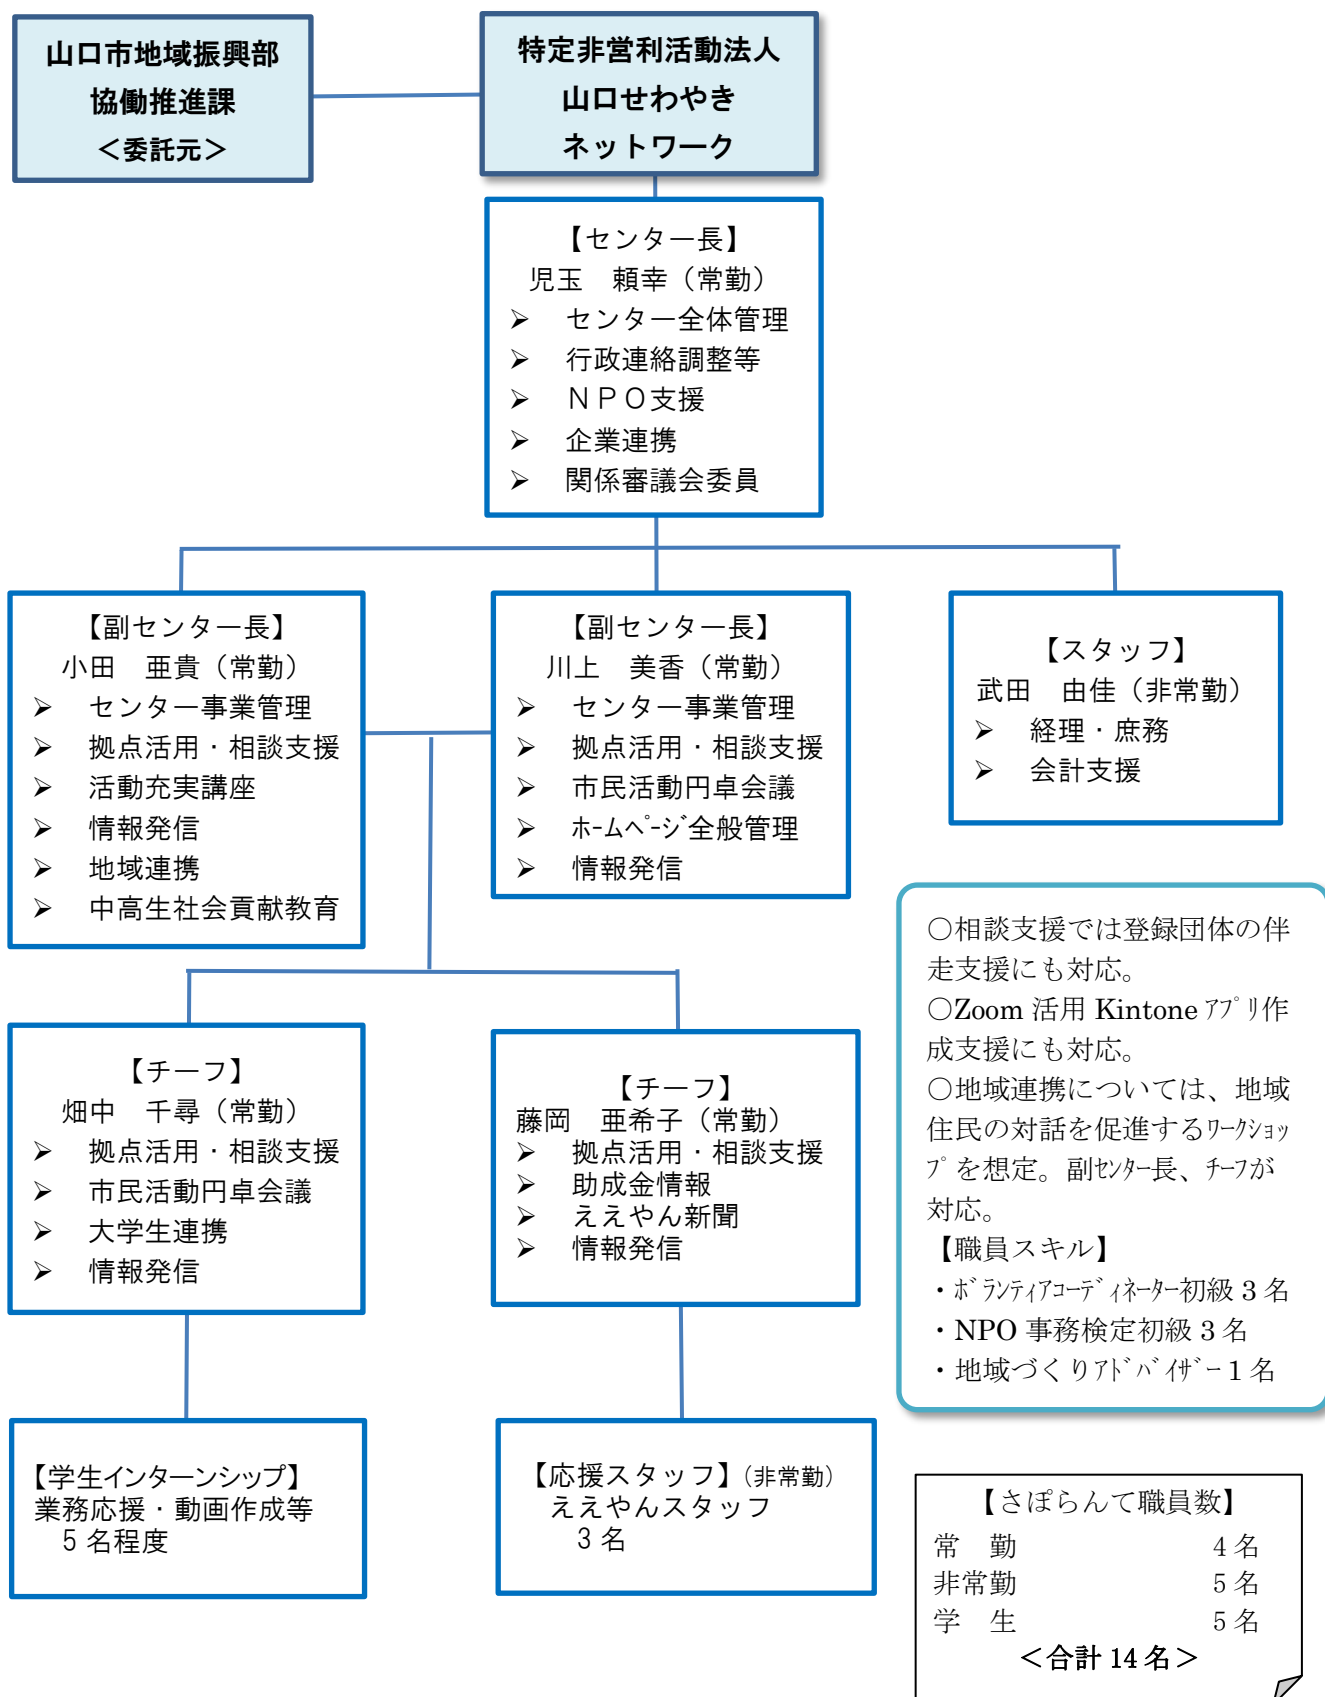 山口市地域振興部
協働推進課
＜委託元＞
特定非営利活動法人
山口せわやき
ネットワーク
【センター長】
児玉　頼幸（常勤）
➢ センター全体管理
➢ 行政連絡調整等
➢ ＮＰＯ支援
➢ 企業連携
➢ 関係審議会委員
【副センター長】
小田　亜貴（常勤）
➢ センター事業管理
➢ 拠点活用・相談支援
➢ 活動充実講座
➢ 情報発信
➢ 地域連携
➢ 中高生社会貢献教育
【副センター長】
川上　美香（常勤）
➢ センター事業管理
➢ 拠点活用・相談支援
➢ 市民活動円卓会議
➢ ﾎｰﾑﾍﾟｰｼﾞ全般管理
➢ 情報発信
【スタッフ】
武田　由佳（非常勤）
➢ 経理・庶務
➢ 会計支援
【チーフ】
畑中　千尋（常勤）
➢ 拠点活用・相談支援
➢ 市民活動円卓会議
➢ 大学生連携
➢ 情報発信
【チーフ】
藤岡　亜希子（常勤）
➢ 拠点活用・相談支援
➢ 助成金情報
➢ ええやん新聞
➢ 情報発信
○相談支援では登録団体の伴
走支援にも対応。
○Zoom 活用 Kintone ｱﾌﾟﾘ作
成支援にも対応。
○地域連携については、地域
住民の対話を促進するﾜｰｸｼｮｯ
ﾌﾟを想定。副ｾﾝﾀｰ長、ﾁｰﾌが
対応。
【職員スキル】
・ﾎﾞﾗﾝﾃｨｱｺｰﾃﾞｨﾈｰﾀｰ初級 3 名
・NPO 事務検定初級 3 名
・地域づくりｱﾄﾞﾊﾞｲｻﾞｰ 1 名
【学生インターンシップ】
業務応援・動画作成等
5 名程度
【応援スタッフ】（非常勤）
ええやんスタッフ
3 名
【さぽらんて職員数】
常　勤 4 名
非常勤 5 名
学　生 5 名
＜合計 14 名＞